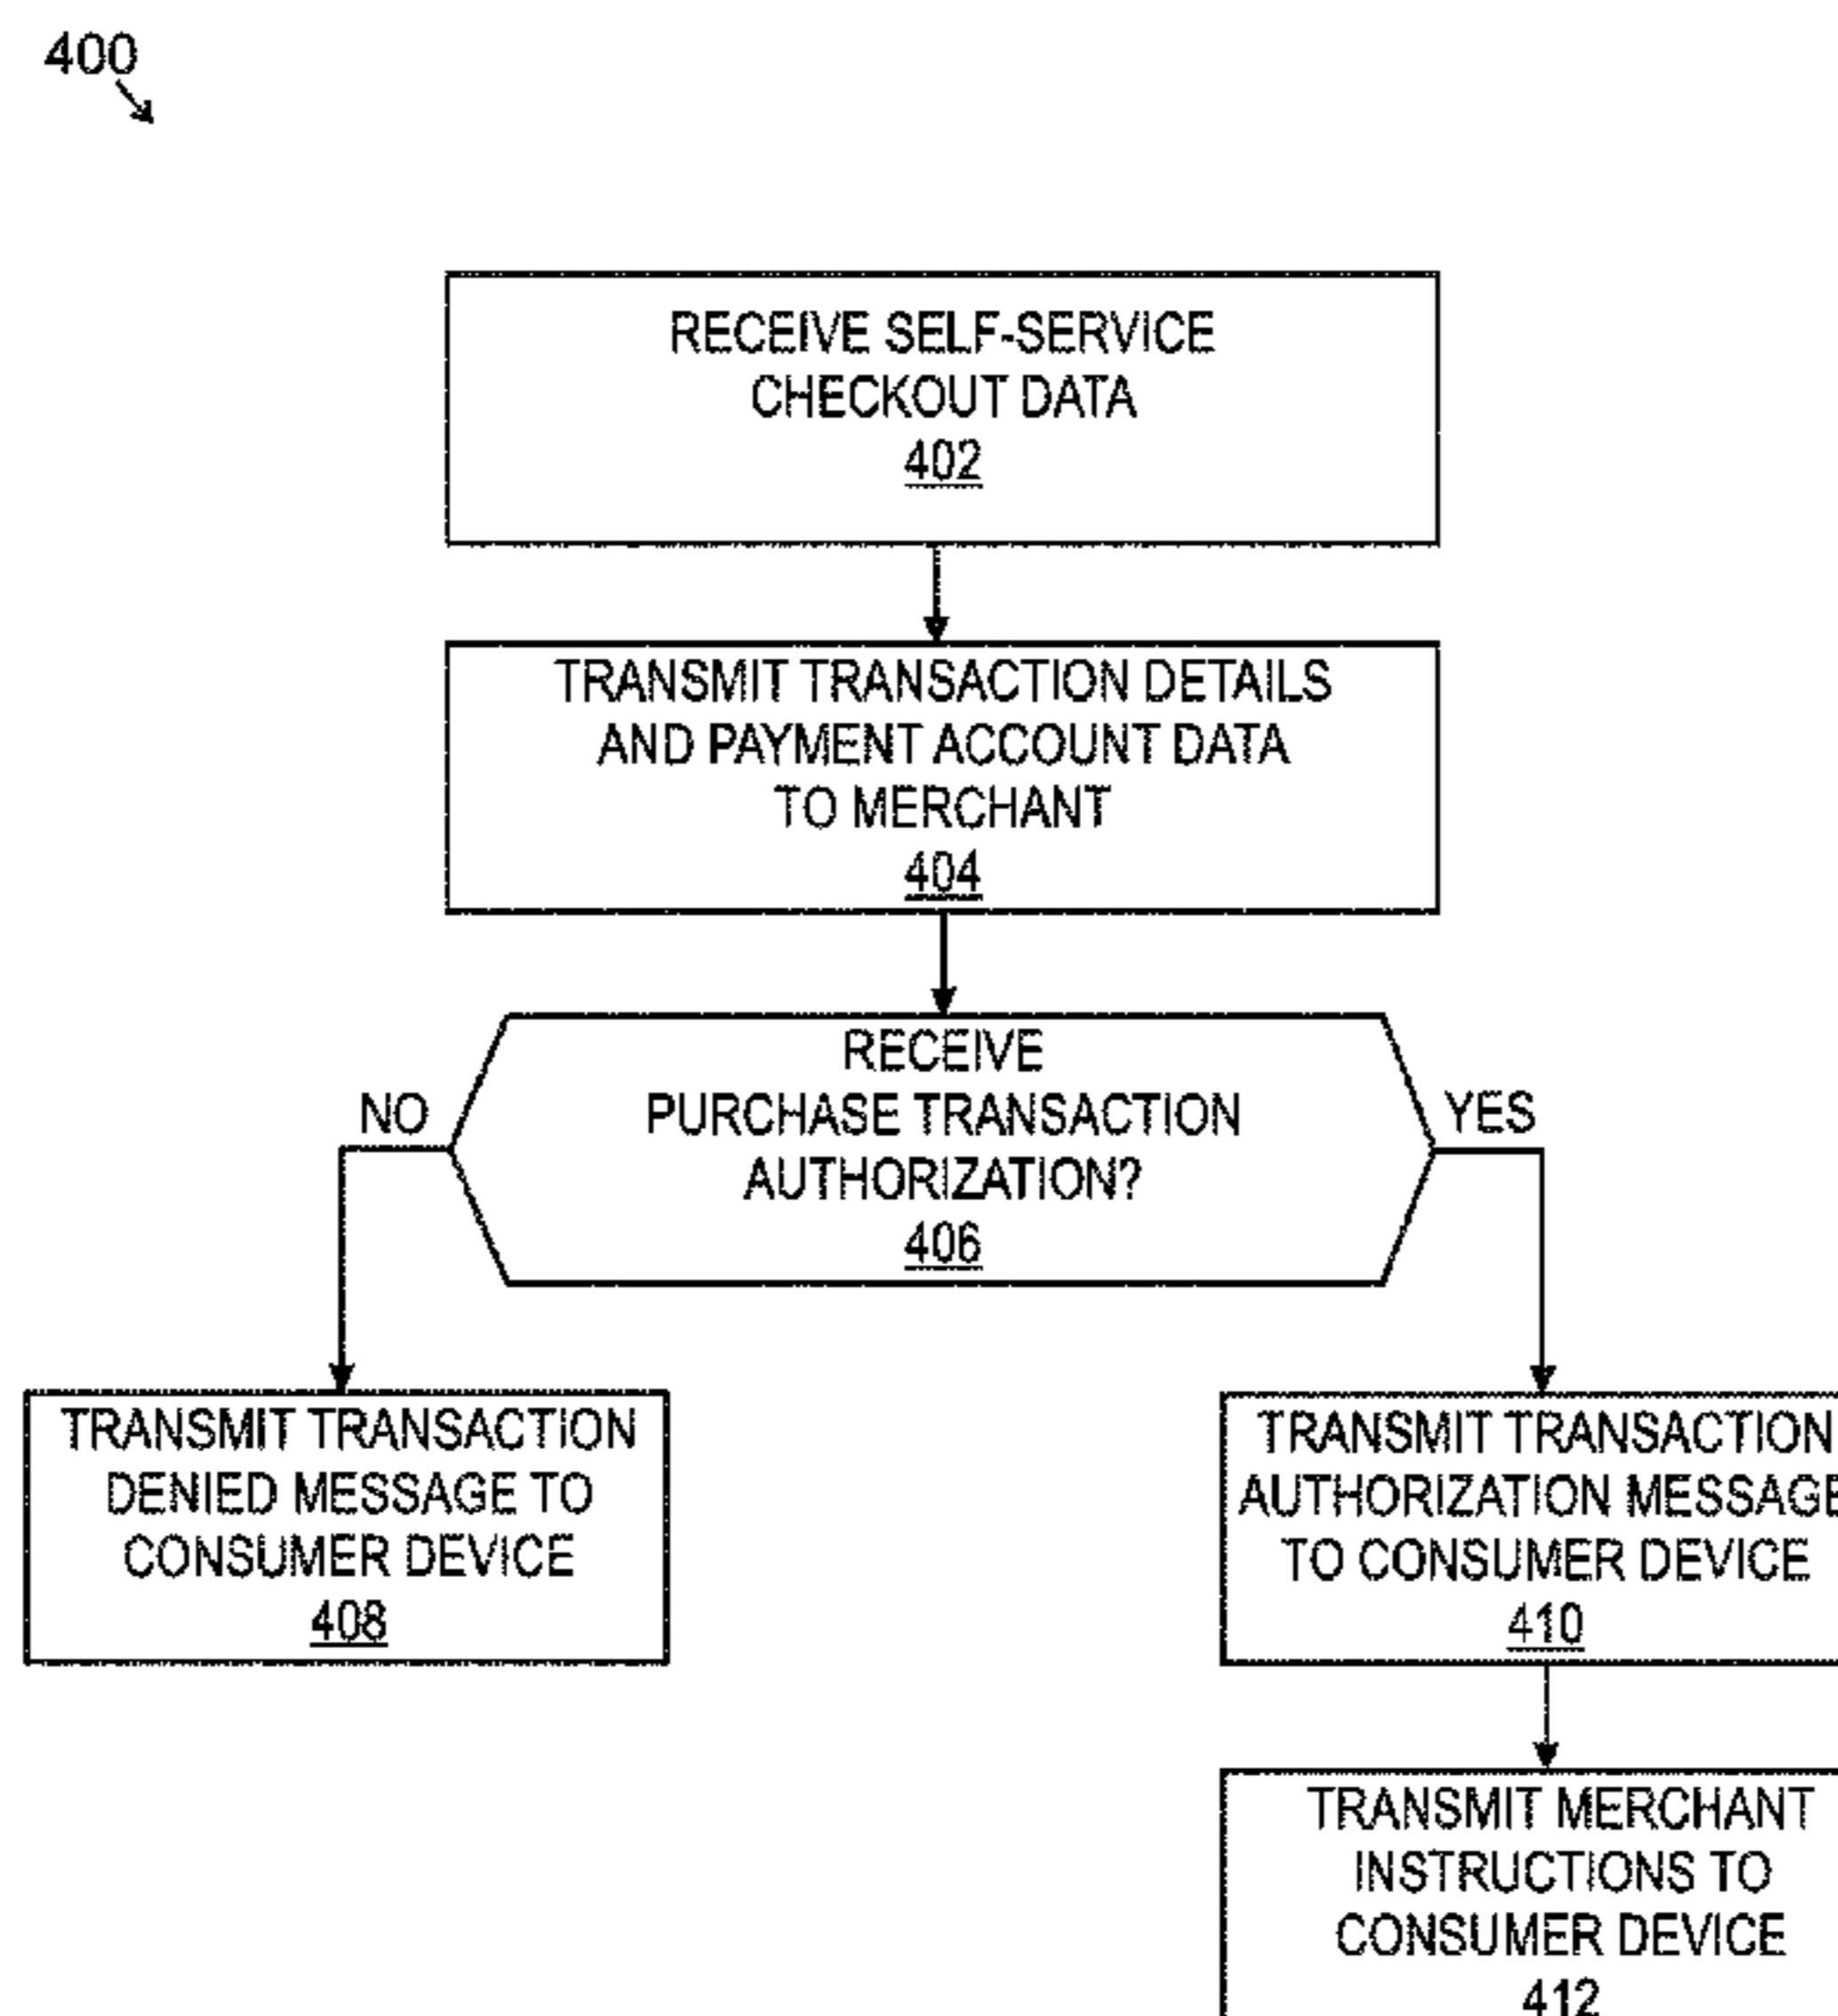 400
RECEIVE SELF-SERVICE
CHECKOUT DATA
402
TRANSMIT TRANSACTION DETAILS
AND PAYMENT ACCOUNT DATA
TO MERCHANT
404
RECEIVE
PURCHASE TRANSACTION
AUTHORIZATION?
406
NO
YES
TRANSMIT TRANSACTION
DENIED MESSAGE TO
CONSUMER DEVICE
408
TRANSMIT TRANSACTION
AUTHORIZATION MESSAGE
TO CONSUMER DEVICE
410
TRANSMIT MERCHANT
INSTRUCTIONS TO
CONSUMER DEVICE
412